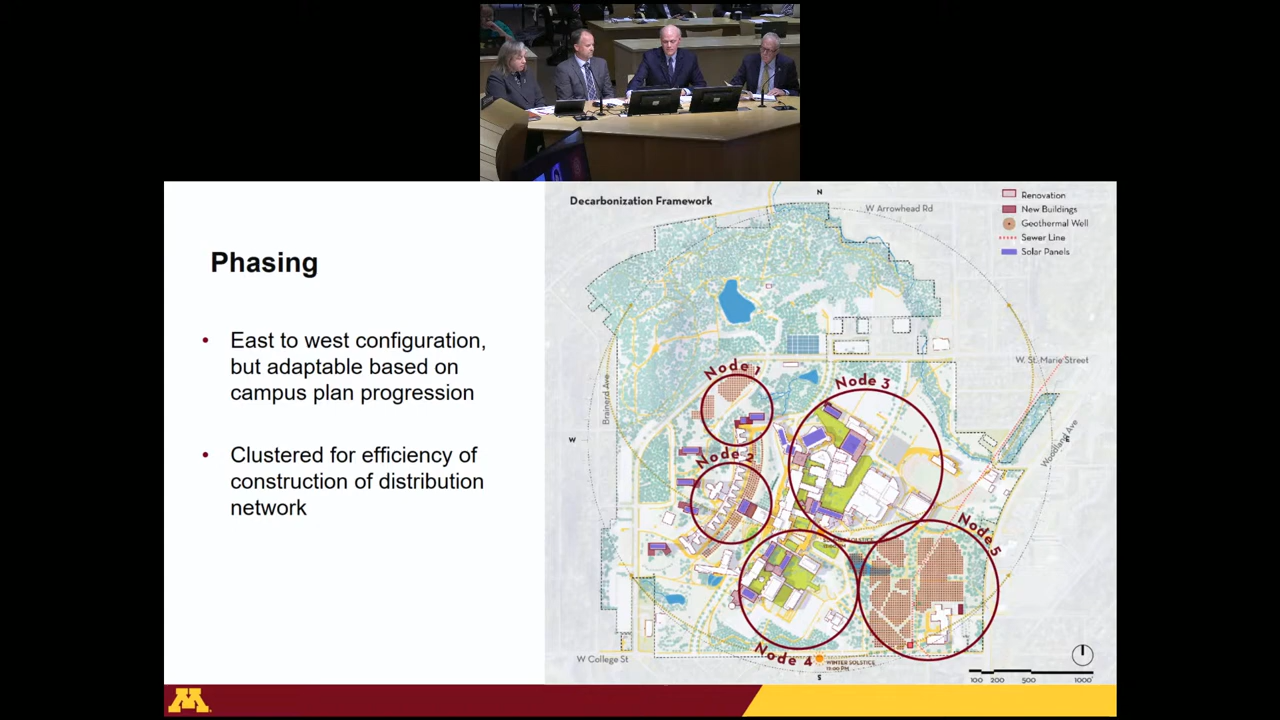 Phasing
• East to west configuration,
but adaptable based on
campus plan progression
• Clustered for efficiency of
construction of distribution
network
Decarbonization Framework
N
W Arrowhead Rd
Renovation
New Buildings
Geothermal Well
Sewer Line
Solar Panels
W. St. Marie Street
Node 1
Node 3
Brainerd Ave
W
Woodland Ave
Node 2
Node 5
Node 4
WINTER SOLSTICE
W College St
S
100 200 500 1000'
M